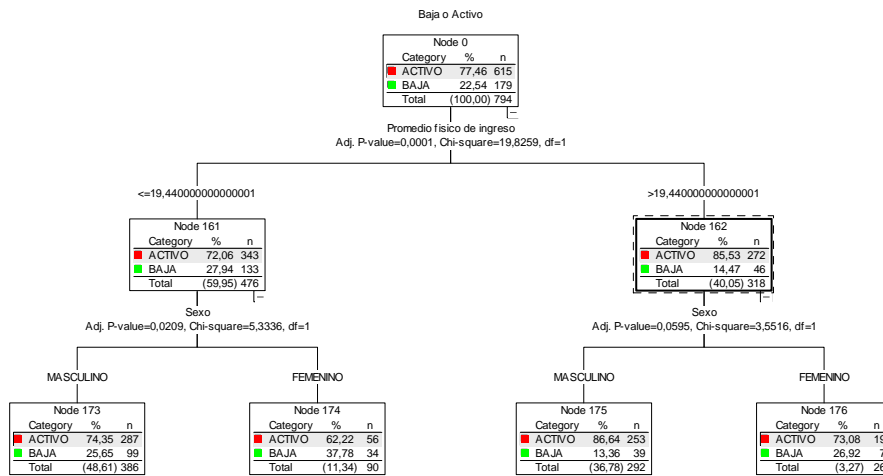 Baja o Activo
Node 0
Category % n
ACTIVO 77,46 615
BAJA 22,54 179
Total (100,00) 794
Promedio fisico de ingreso
Adj. P-value=0,0001, Chi-square=19,8259, df=1
<=19,440000000000001
>19,440000000000001
Node 161
Category % n
ACTIVO 72,06 343
BAJA 27,94 133
Total (59,95) 476
Node 162
Category % n
ACTIVO 85,53 272
BAJA 14,47 46
Total (40,05) 318
Sexo
Adj. P-value=0,0209, Chi-square=5,3336, df=1
Sexo
Adj. P-value=0,0595, Chi-square=3,5516, df=1
MASCULINO
FEMENINO
MASCULINO
FEMENINO
Node 173
Category % n
ACTIVO 74,35 287
BAJA 25,65 99
Total (48,61) 386
Node 174
Category % n
ACTIVO 62,22 56
BAJA 37,78 34
Total (11,34) 90
Node 175
Category % n
ACTIVO 86,64 253
BAJA 13,36 39
Total (36,78) 292
Node 176
Category % n
ACTIVO 73,08 19
BAJA 26,92 7
Total (3,27) 26